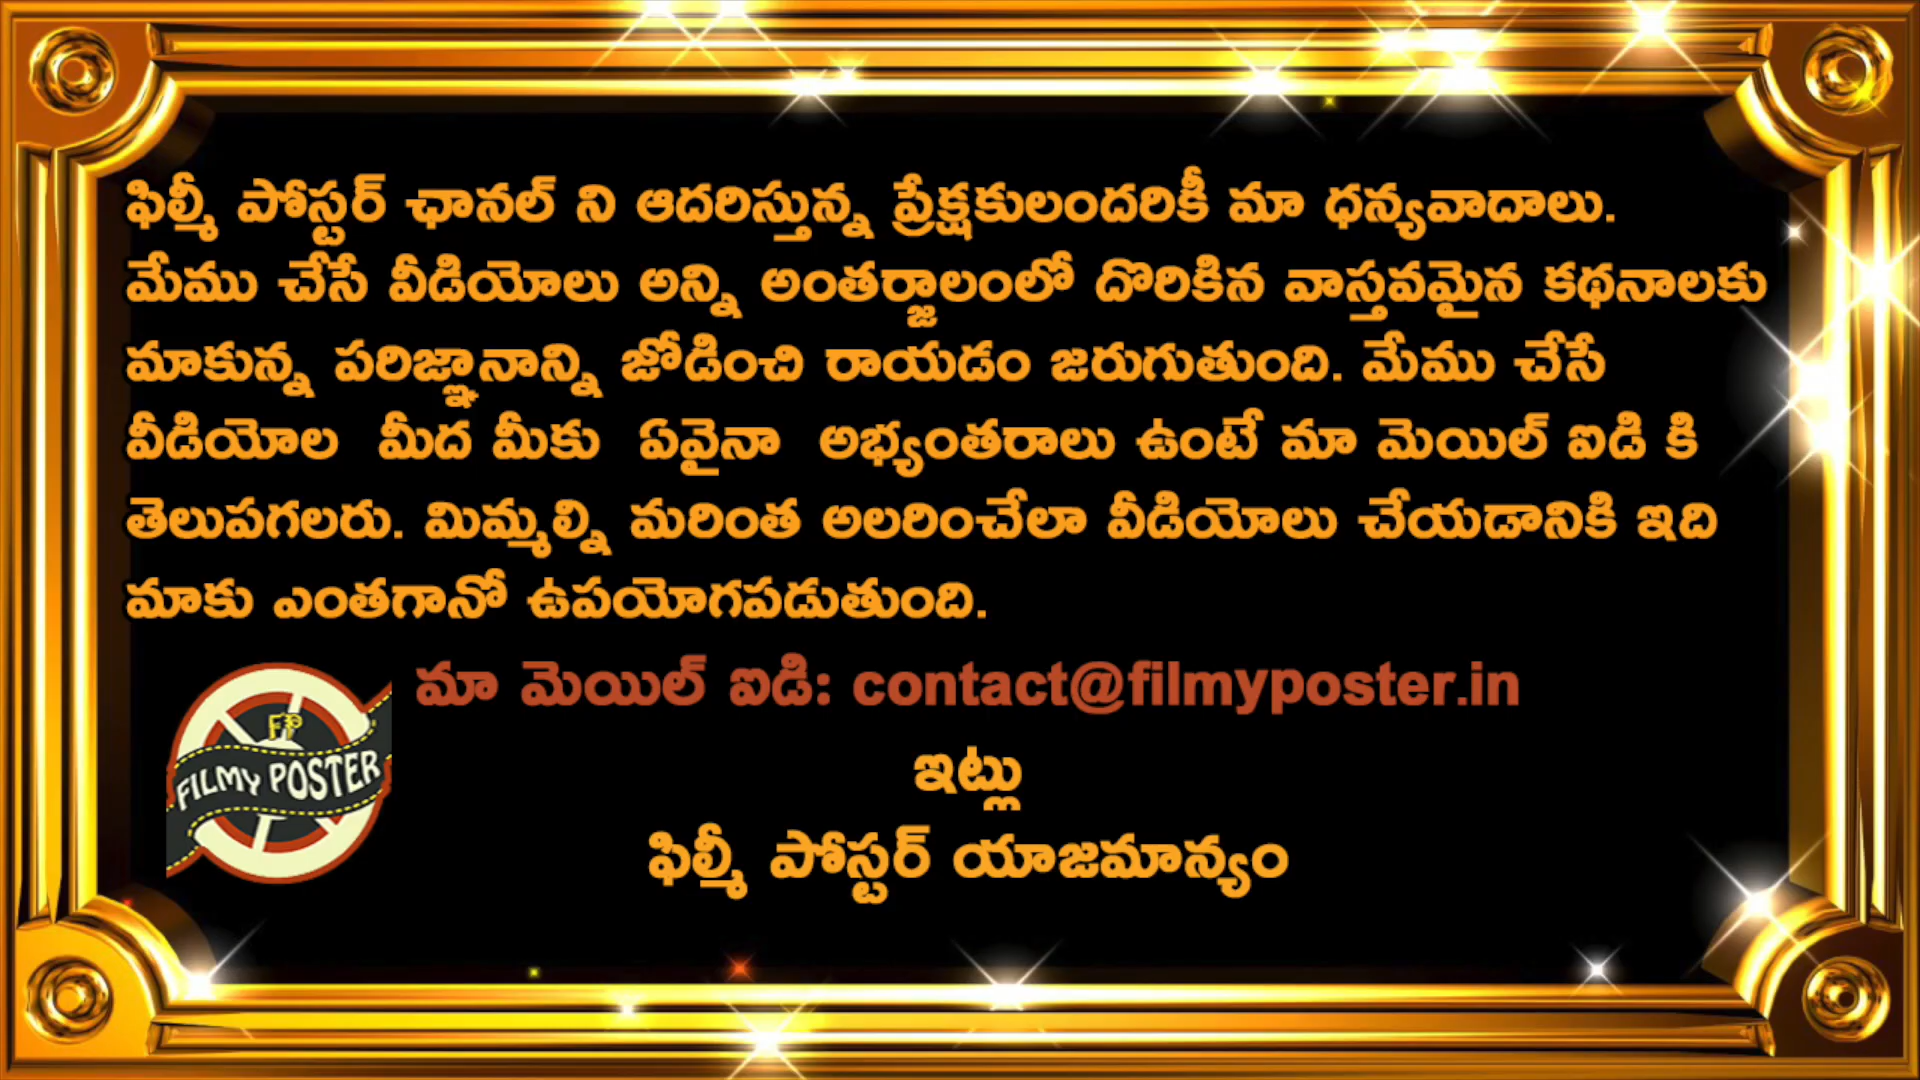 ఫిల్మీ పోస్టర్ ఛానల్ ని ఆదరిస్తున్న ప్రేక్షకులందరికీ మా ధన్యవాదాలు.
మేము చేసే వీడియోలు అన్ని అంతర్జాలంలో దొరికిన వాస్తవమైన కథనాలకు
మాకున్న పరిజ్ఞానాన్ని జోడించి రాయడం జరుగుతుంది. మేము చేసే
వీడియోల మీద మీకు ఏవైనా అభ్యంతరాలు ఉంటే మా మెయిల్ ఐడి కి
తెలుపగలరు. మిమ్మల్ని మరింత అలరించేలా వీడియోలు చేయడానికి ఇది
మాకు ఎంతగానో ఉపయోగపడుతుంది.
మా మెయిల్ ఐడి: contact@filmyposter.in
FP
FILMY POSTER
ఇట్లు
ఫిల్మీ పోస్టర్ యాజమాన్యం